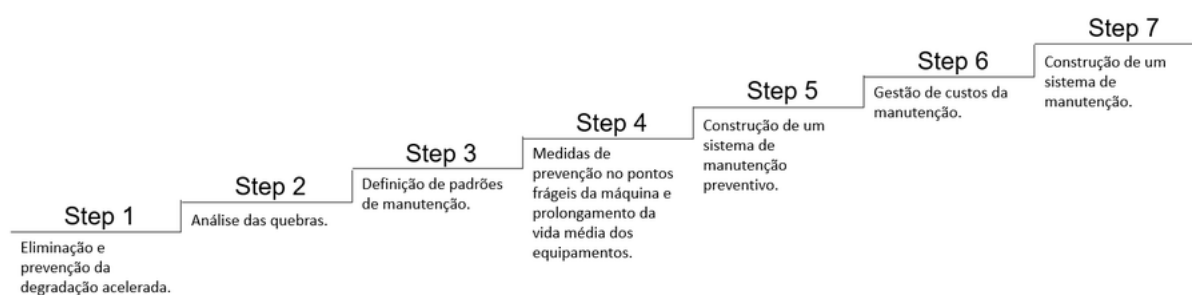 Step 1
Eliminação e
prevenção da
degradação acelerada.
Step 2
Análise das quebras.
Step 3
Definição de padrões
de manutenção.
Step 4
Medidas de
prevenção no pontos
frágeis da máquina e
prolongamento da
vida média dos
equipamentos.
Step 5
Construção de um
sistema de
manutenção
preventivo.
Step 6
Gestão de custos da
manutenção.
Step 7
Construção de um
sistema de
manutenção.